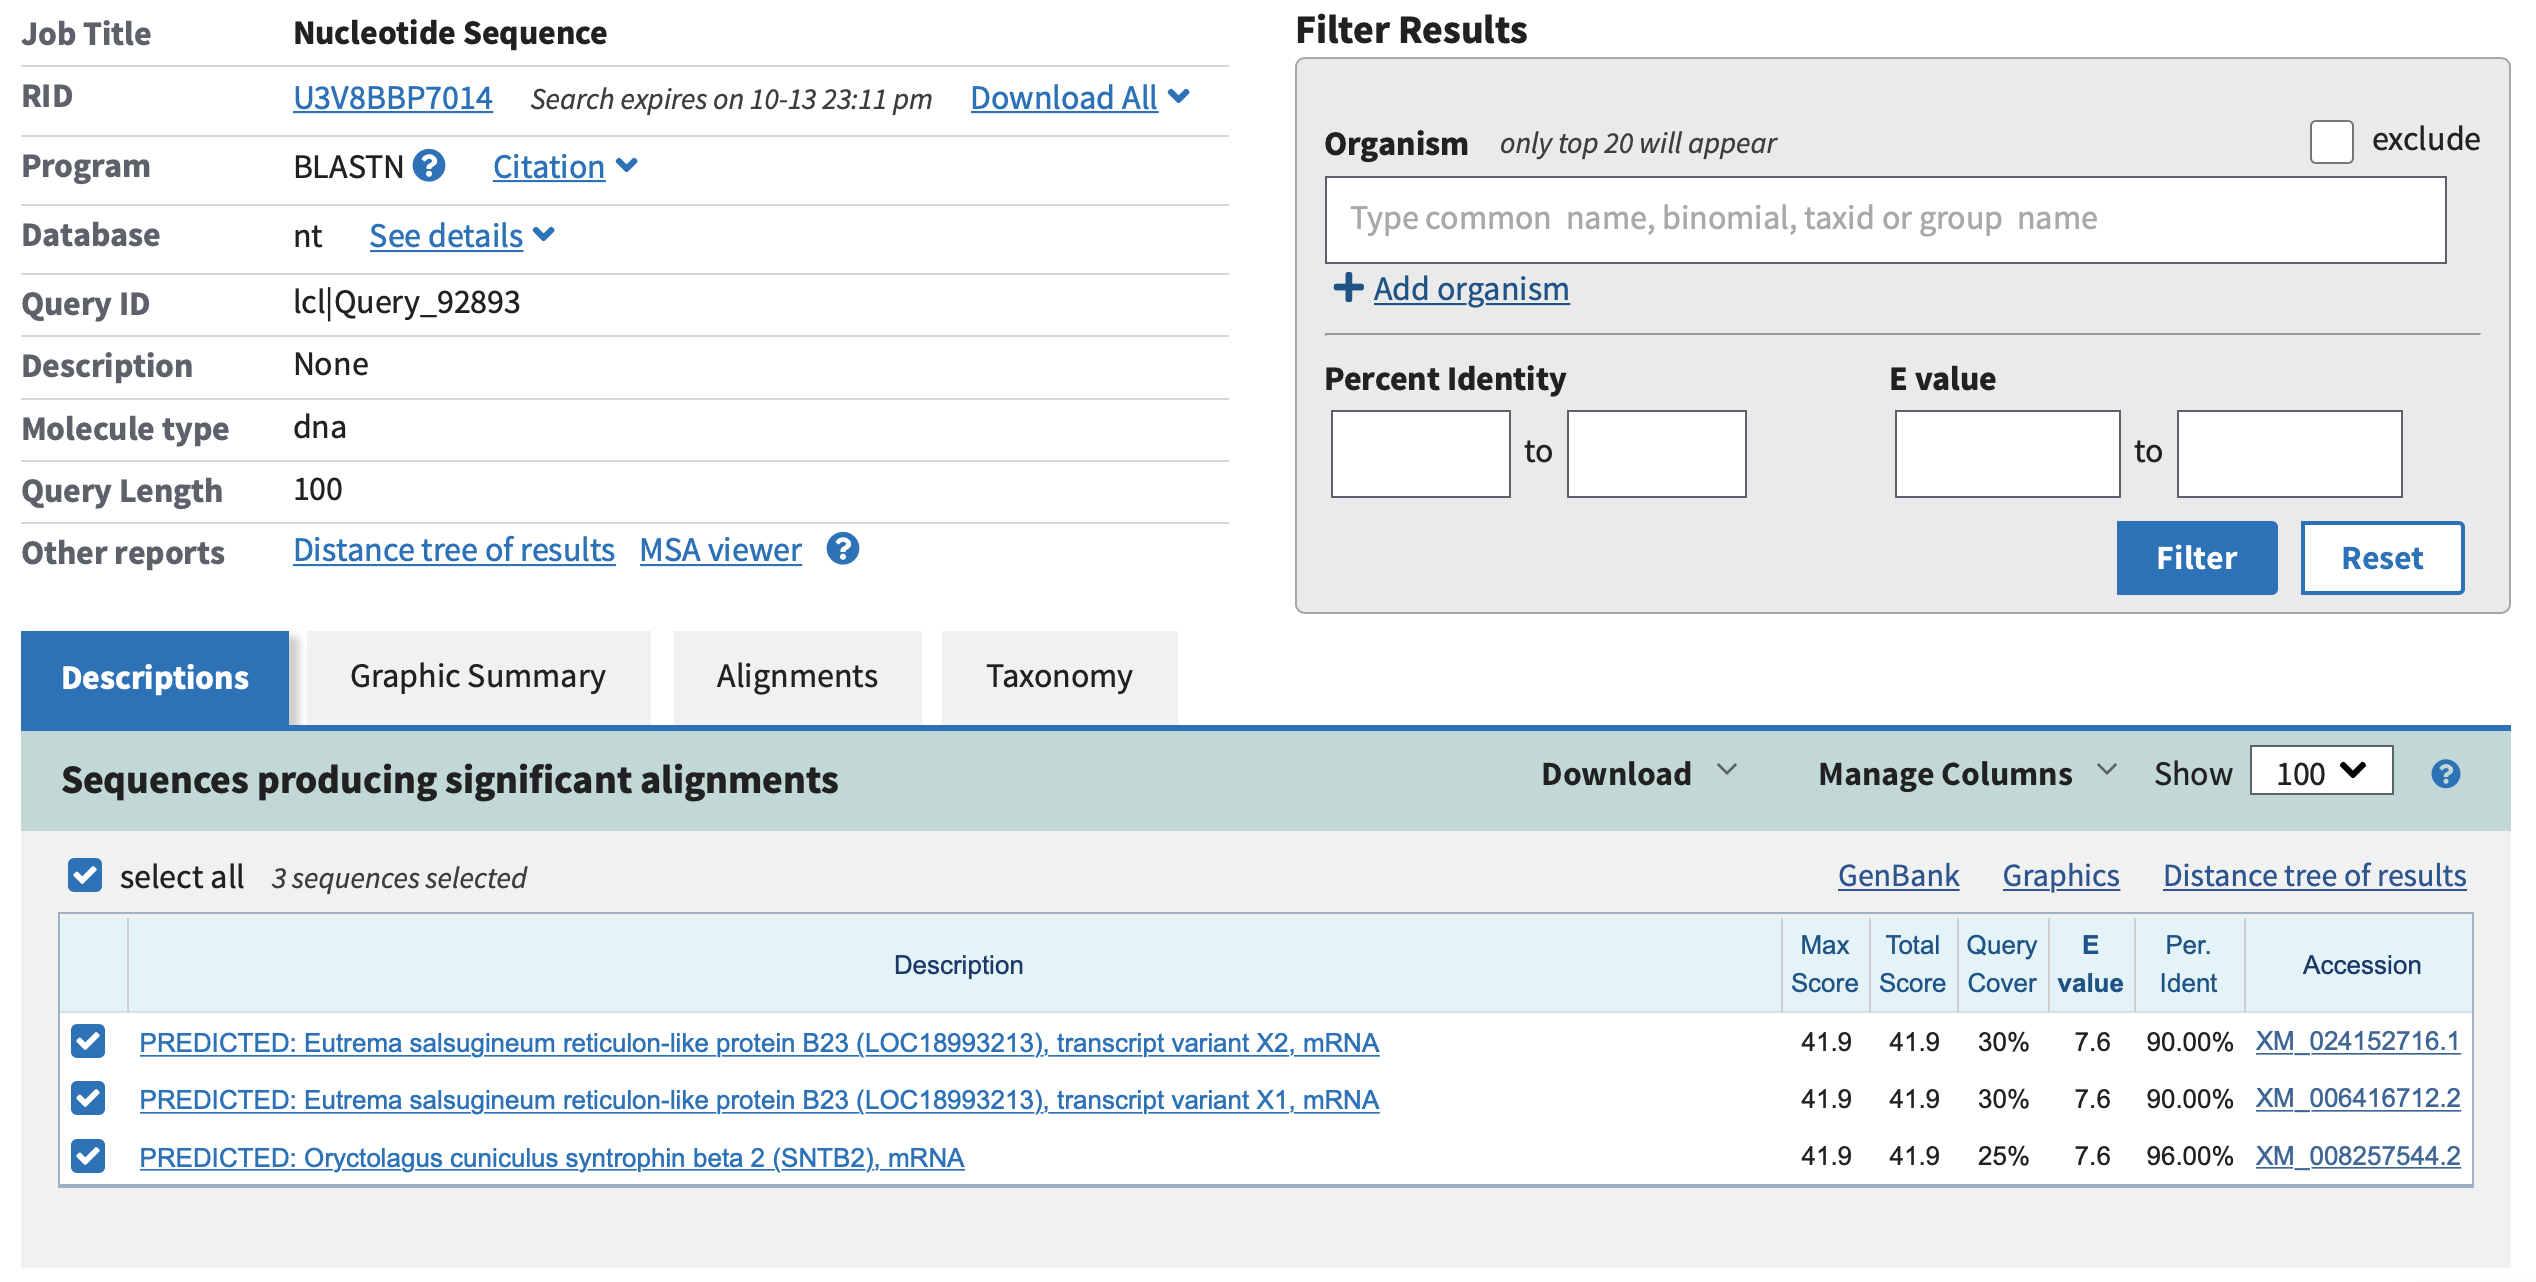 Job Title Nucleotide Sequence
RID U3V8BBP7014 Search expires on 10-13 23:11 pm Download All
Program BLASTN ? Citation
Database nt See details
Query ID lcl|Query_92893
Description None
Molecule type dna
Query Length 100
Other reports Distance tree of results MSA viewer ?
Filter Results
Organism only top 20 will appear exclude
Type common name, binomial, taxid or group name
+ Add organism
Percent Identity E value
to to
Filter Reset
Descriptions Graphic Summary Alignments Taxonomy
Sequences producing significant alignments Download Manage Columns Show 100 ?
select all 3 sequences selected GenBank Graphics Distance tree of results
Description Max Score Total Score Query Cover E value Per. Ident Accession
PREDICTED: Eutrema salsugineum reticulon-like protein B23 (LOC18993213), transcript variant X2, mRNA 41.9 41.9 30% 7.6 90.00% XM_024152716.1
PREDICTED: Eutrema salsugineum reticulon-like protein B23 (LOC18993213), transcript variant X1, mRNA 41.9 41.9 30% 7.6 90.00% XM_006416712.2
PREDICTED: Oryctolagus cuniculus syntrophin beta 2 (SNTB2), mRNA 41.9 41.9 25% 7.6 96.00% XM_008257544.2